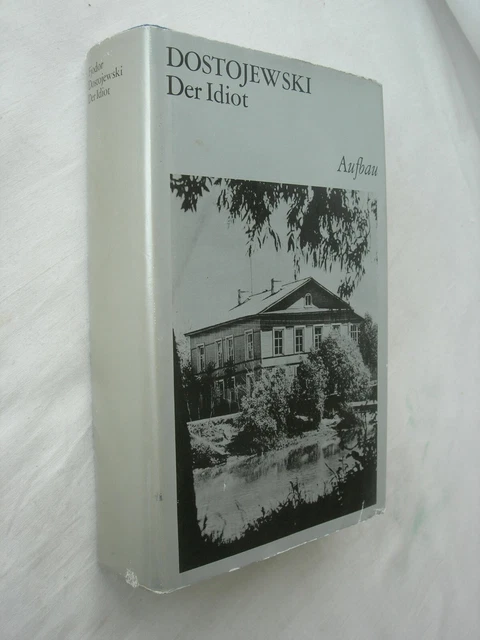 Fjodor
Dostojewski
Der Idiot
DOSTOJEWSKI
Der Idiot
Aufbau